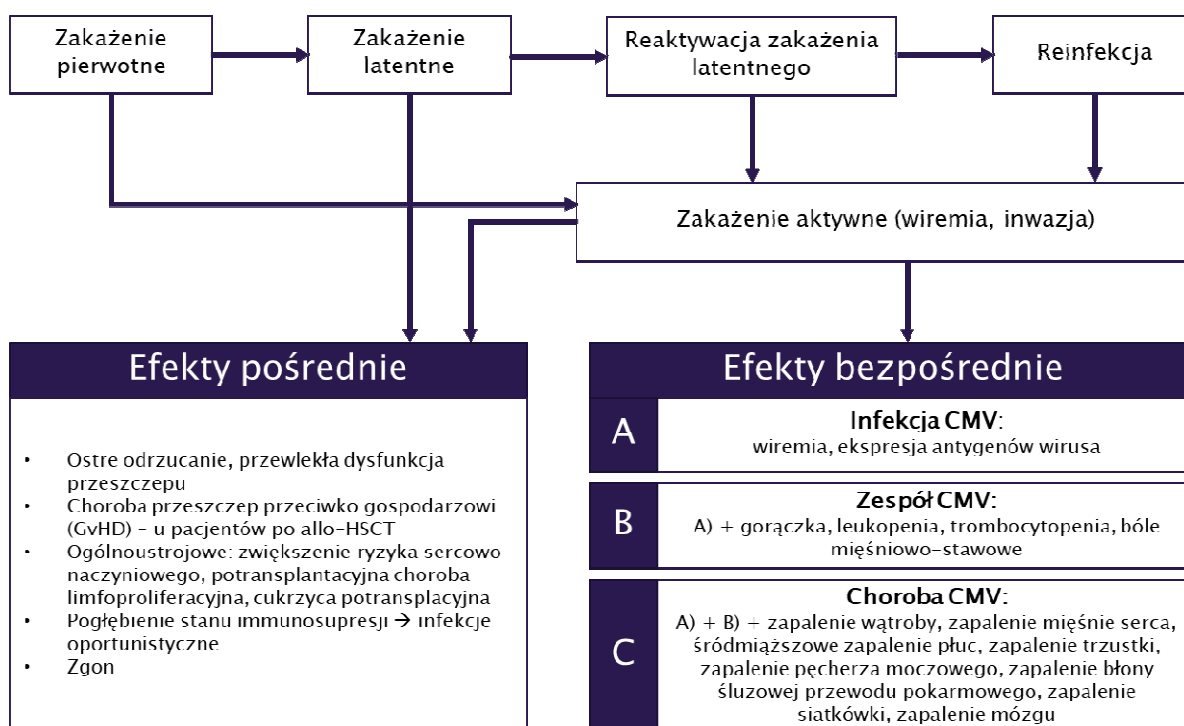 Zakażenie
pierwotne
Zakażenie
latentne
Reaktywacja zakażenia
latentnego
Reinfekcja
Zakażenie aktywne (wiremia, inwazja)
Efekty pośrednie
• Ostre odrzucanie, przewlekła dysfunkcja
przeszczepu
• Choroba przeszczep przeciwko gospodarzowi
(GvHD) – u pacjentów po allo-HSCT
• Ogólnoustrojowe: zwiększenie ryzyka sercowo
naczyniowego, potransplantacyjna choroba
limfoproliferacyjna, cukrzyca potransplacyjna
• Pogłębienie stanu immunosupresji → infekcje
oportunistyczne
• Zgon
Efekty bezpośrednie
A
Infekcja CMV:
wiremia, ekspresja antygenów wirusa
B
Zespół CMV:
A) + gorączka, leukopenia, trombocytopenia, bóle
mięśniowo-stawowe
C
Choroba CMV:
A) + B) + zapalenie wątroby, zapalenie mięśnie serca,
śródmiąższowe zapalenie płuc, zapalenie trzustki,
zapalenie pęcherza moczowego, zapalenie błony
śluzowej przewodu pokarmowego, zapalenie
siatkówki, zapalenie mózgu